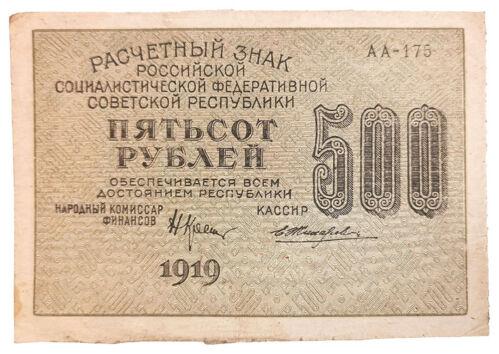 РАСЧЕТНЫЙ ЗНАК
АА-175
РОССИЙСКОЙ
СОЦИАЛИСТИЧЕСКОЙ ФЕДЕРАТИВНОЙ
СОВЕТСКОЙ РЕСПУБЛИКИ
ПЯТЬСОТ
РУБЛЕЙ
500
ОБЕСПЕЧИВАЕТСЯ ВСЕМ
ДОСТОЯНИЕМ РЕСПУБЛИКИ
НАРОДНЫЙ КОМИССАР
ФИНАНСОВ
КАССИР
1919